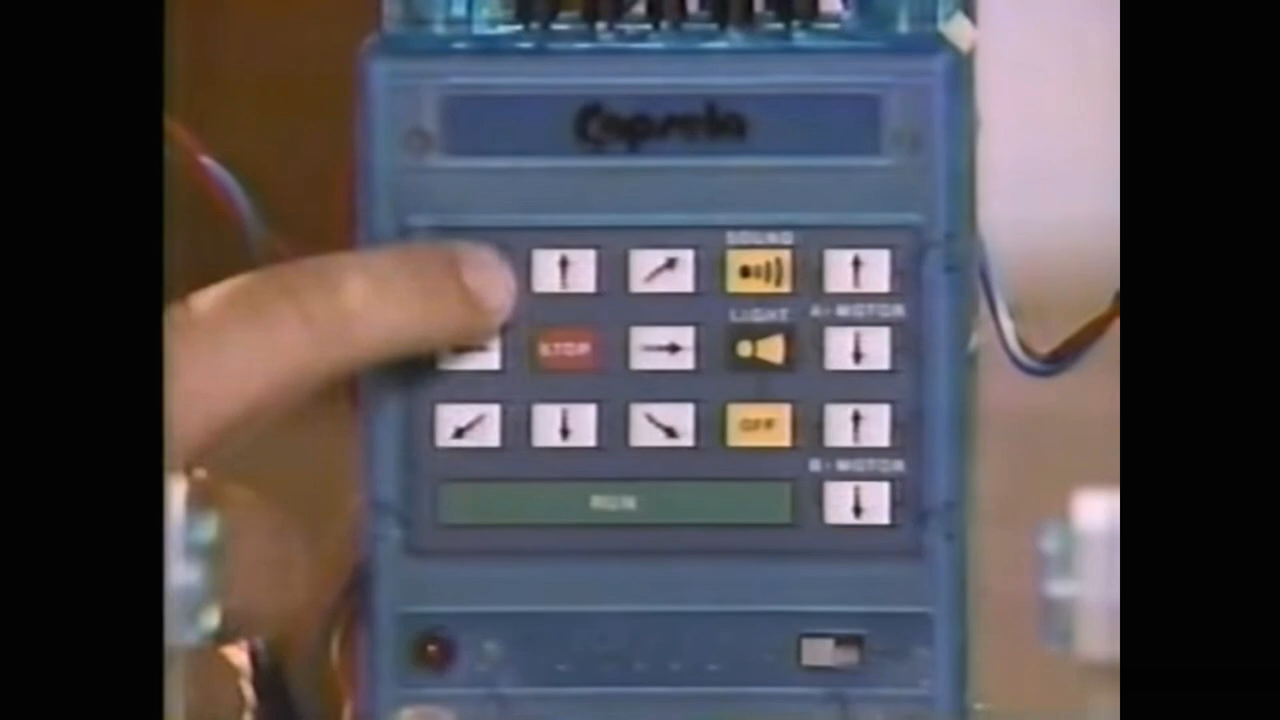 Capsela
SOUND
LIGHT A-MOTOR
STOP
OFF
B-MOTOR
RUN